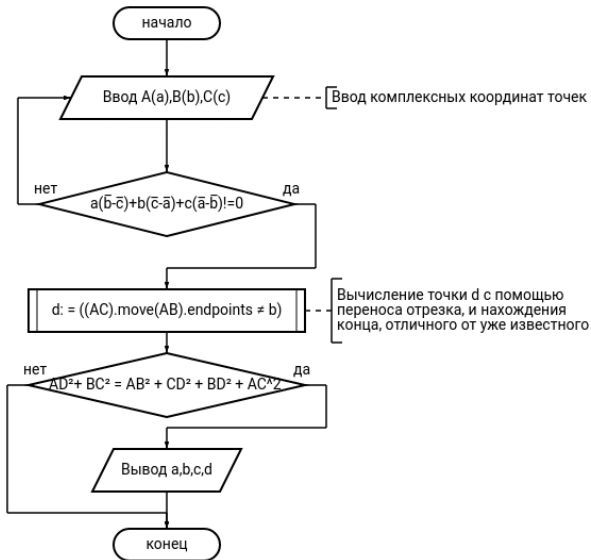 начало
Ввод A(a),B(b),C(c)
Ввод комплексных координат точек
нет
да
a(b̅-c̅)+b(c̅-a̅)+c(a̅-b̅)!=0
d: = ((AC).move(AB).endpoints ≠ b)
Вычисление точки d с помощью
переноса отрезка, и нахождения
конца, отличного от уже известного
нет
да
AD²+ BC² = AB² + CD² + BD² + AC^2
Вывод a,b,c,d
конец